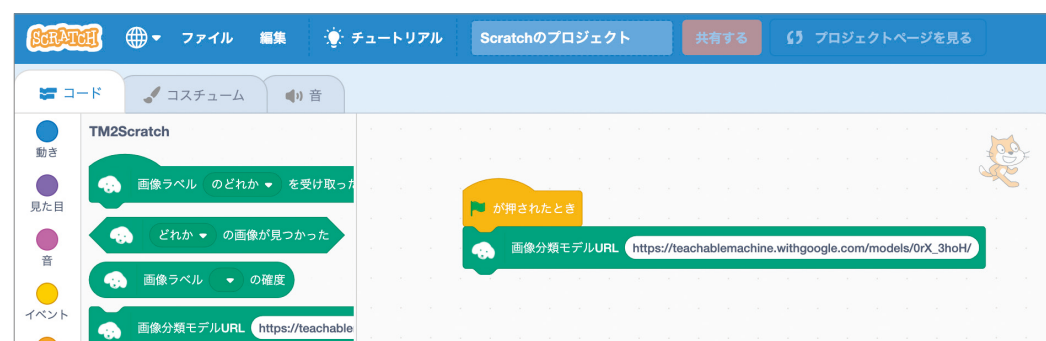 SCRATCH ファイル 編集 チュートリアル Scratchのプロジェクト 共有する プロジェクトページを見る
コード コスチューム 音
動き
見た目
音
イベント
TM2Scratch
画像ラベル のどれか を受け取った
どれか の画像が見つかった
画像ラベル の確度
画像分類モデルURL https://teachable
が押されたとき
画像分類モデルURL https://teachablemachine.withgoogle.com/models/0rX_3hoH/